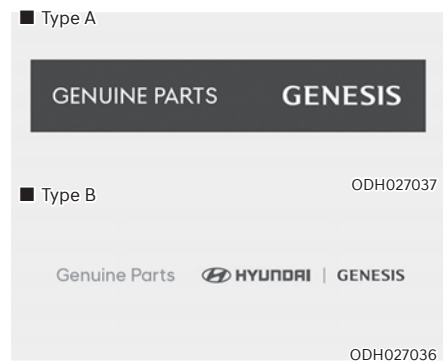 ■ Type A
GENUINE PARTS GENESIS
ODH027037
■ Type B
Genuine Parts HYUNDAI | GENESIS
ODH027036